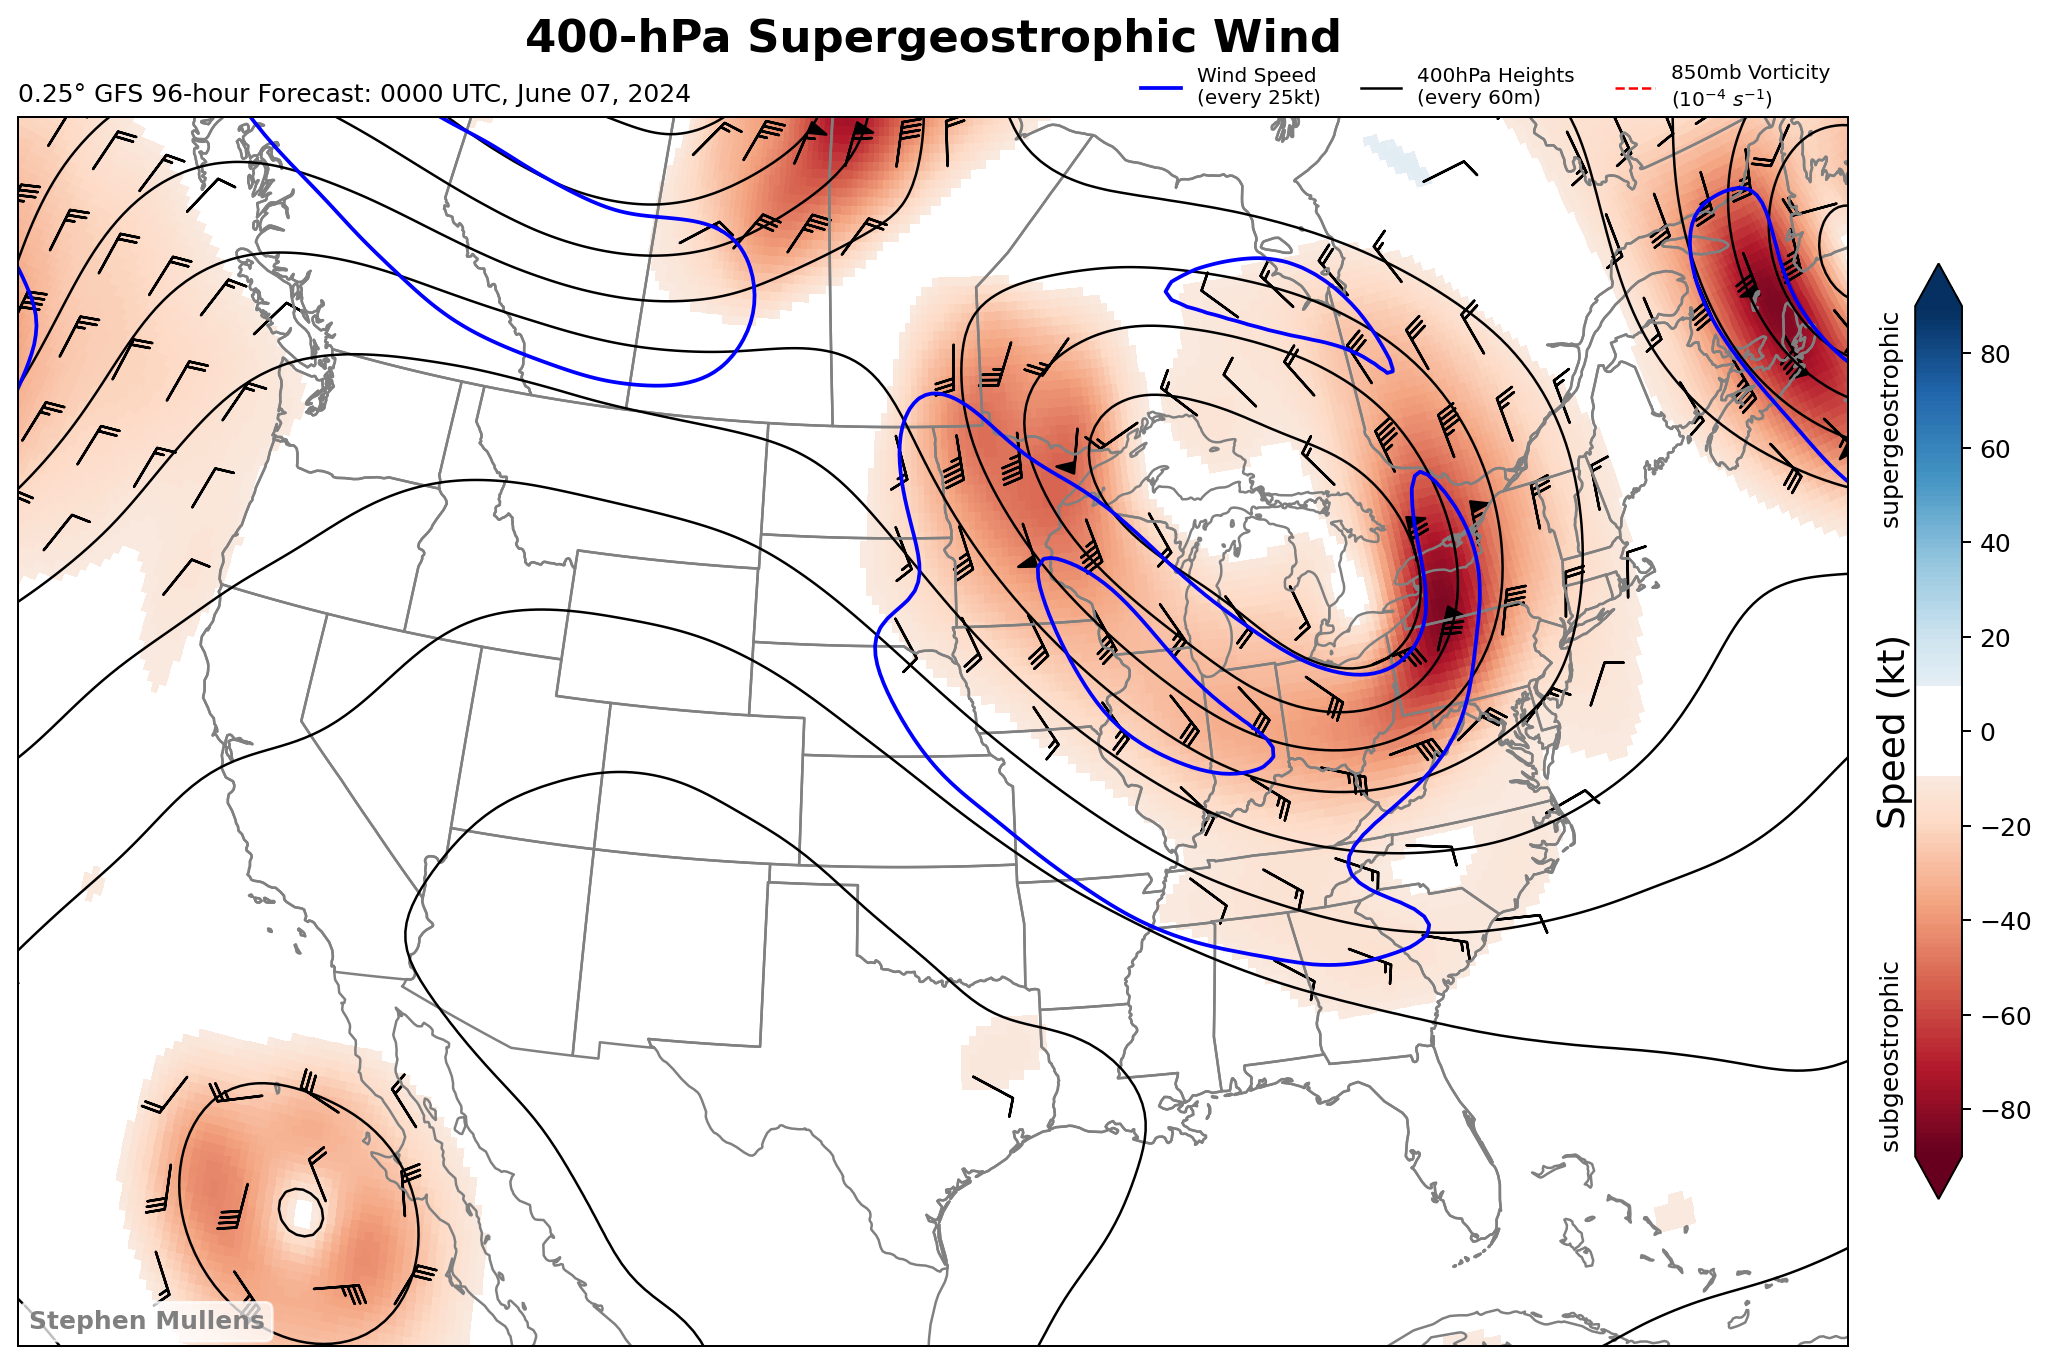 400-hPa Supergeostrophic Wind
0.25° GFS 96-hour Forecast: 0000 UTC, June 07, 2024
Wind Speed
(every 25kt)
400hPa Heights
(every 60m)
850mb Vorticity
(10⁻⁴ s⁻¹)
supergeostrophic
Speed (kt)
subgeostrophic
80
60
40
20
0
−20
−40
−60
−80
Stephen Mullens